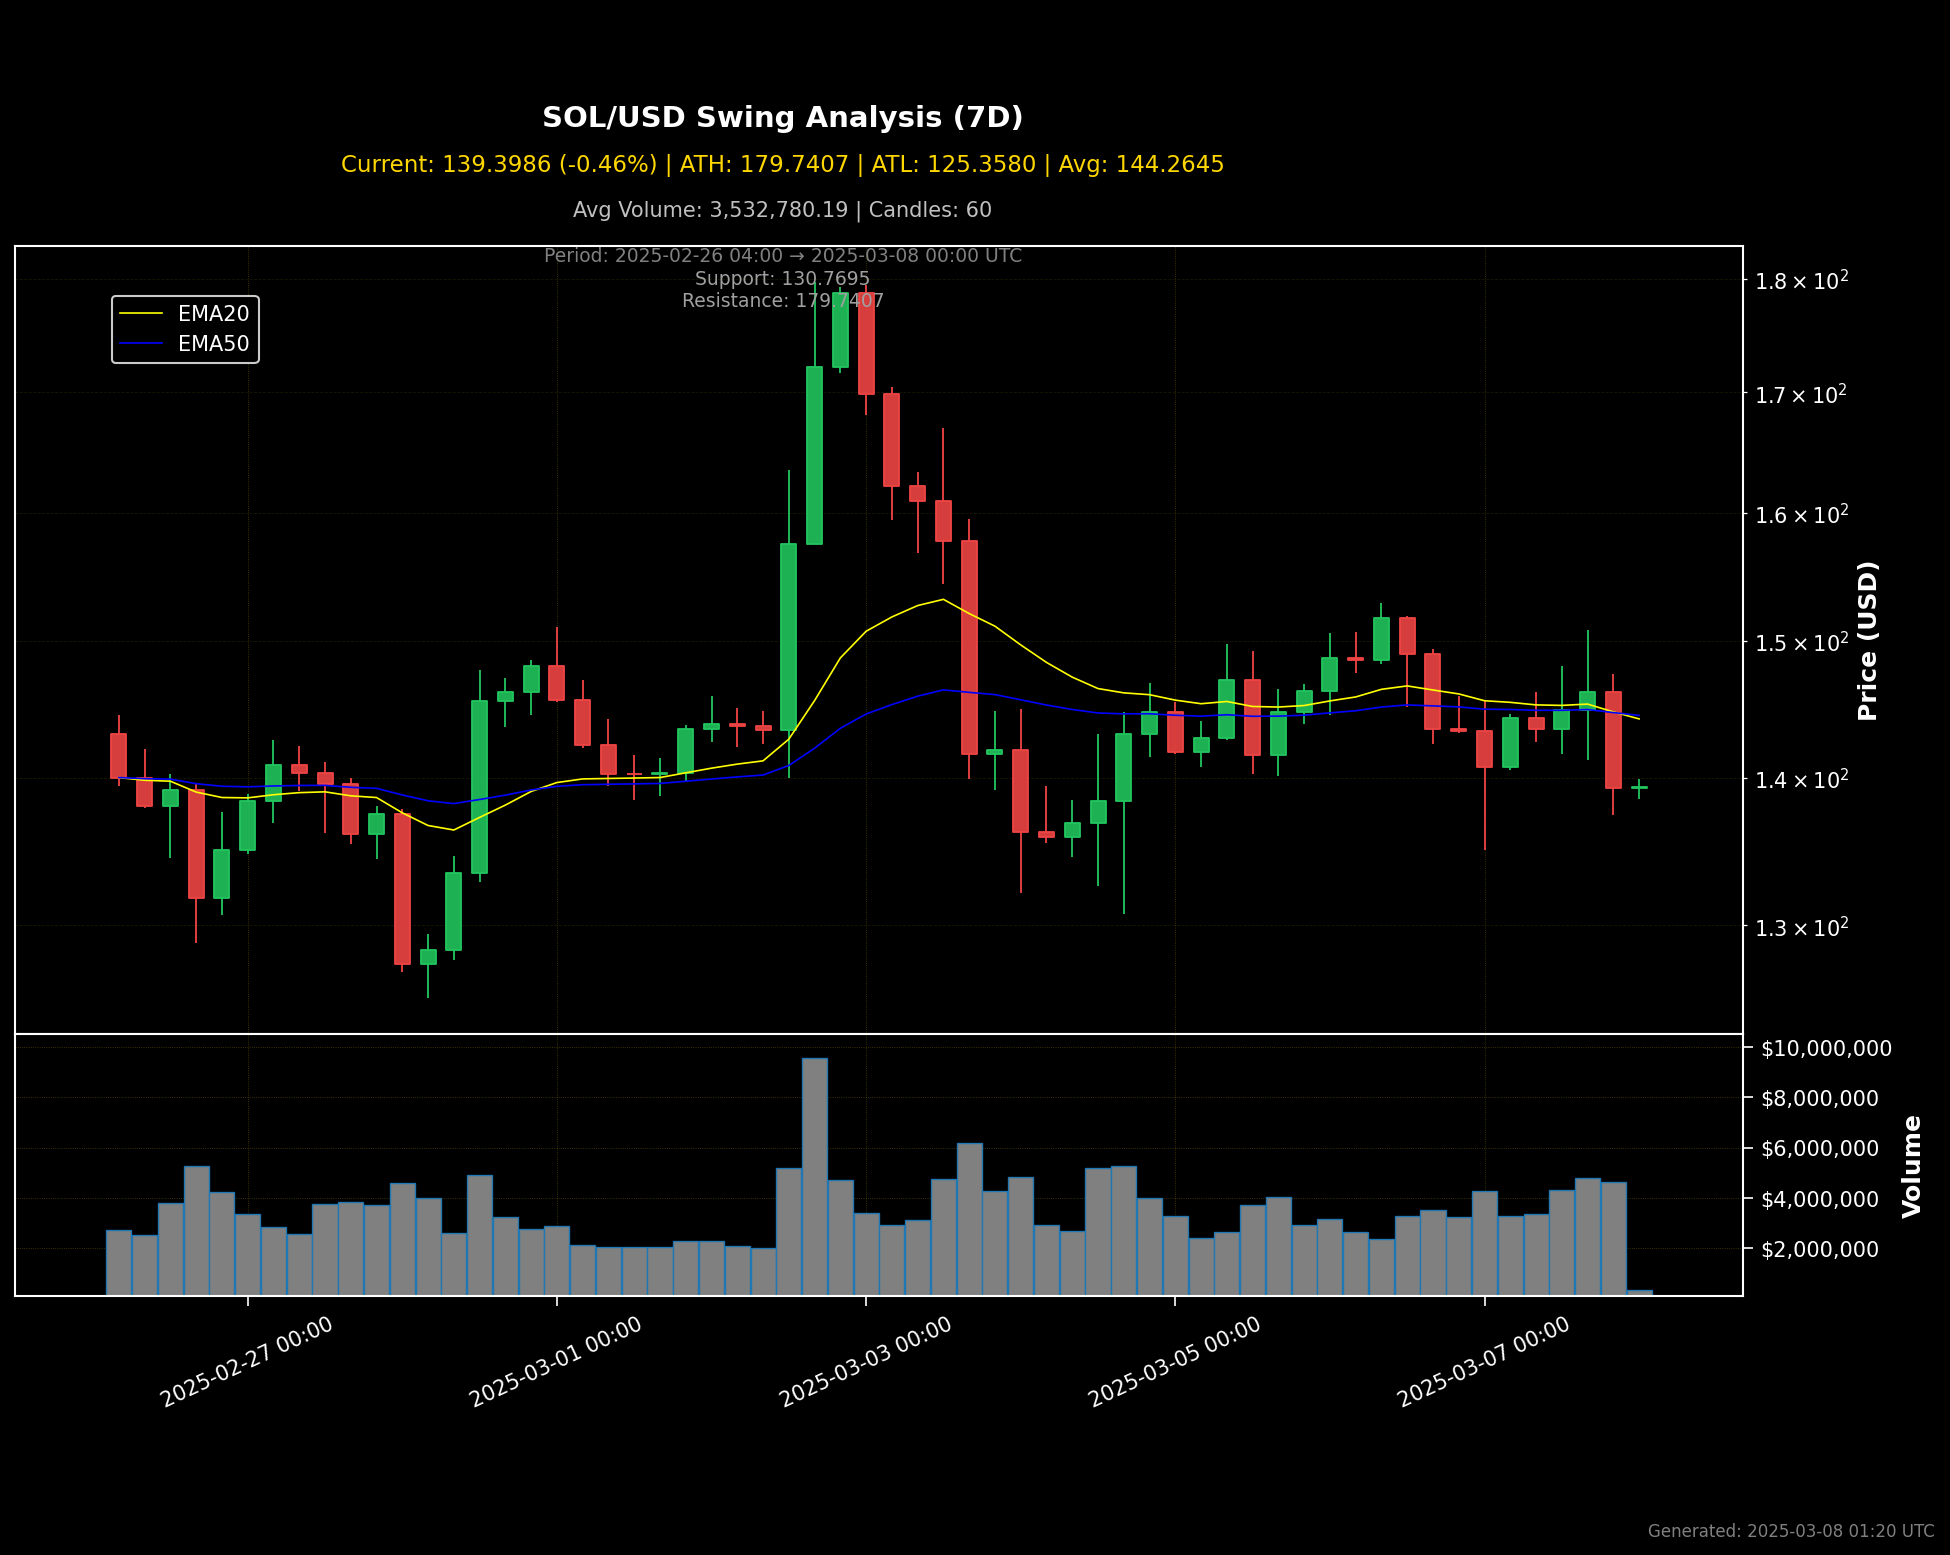 SOL/USD Swing Analysis (7D)
Current: 139.3986 (-0.46%) | ATH: 179.7407 | ATL: 125.3580 | Avg: 144.2645
Avg Volume: 3,532,780.19 | Candles: 60
Period: 2025-02-26 04:00 → 2025-03-08 00:00 UTC
Support: 130.7695
Resistance: 179.7407
EMA20
EMA50
1.8 × 10²
1.7 × 10²
1.6 × 10²
1.5 × 10²
1.4 × 10²
1.3 × 10²
Price (USD)
$10,000,000
$8,000,000
$6,000,000
$4,000,000
$2,000,000
Volume
2025-02-27 00:00
2025-03-01 00:00
2025-03-03 00:00
2025-03-05 00:00
2025-03-07 00:00
Generated: 2025-03-08 01:20 UTC